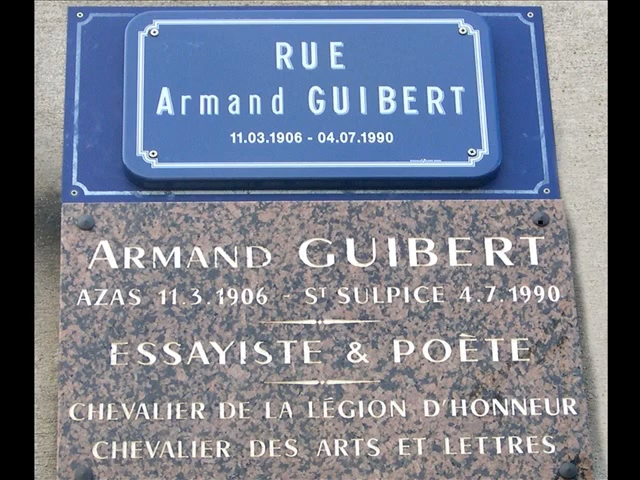 RUE
Armand GUIBERT
11.03.1906 - 04.07.1990
ARMAND GUIBERT
AZAS 11.3.1906 - ST SULPICE 4.7.1990
ESSAYISTE & POÈTE
CHEVALIER DE LA LÉGION D'HONNEUR
CHEVALIER DES ARTS ET LETTRES